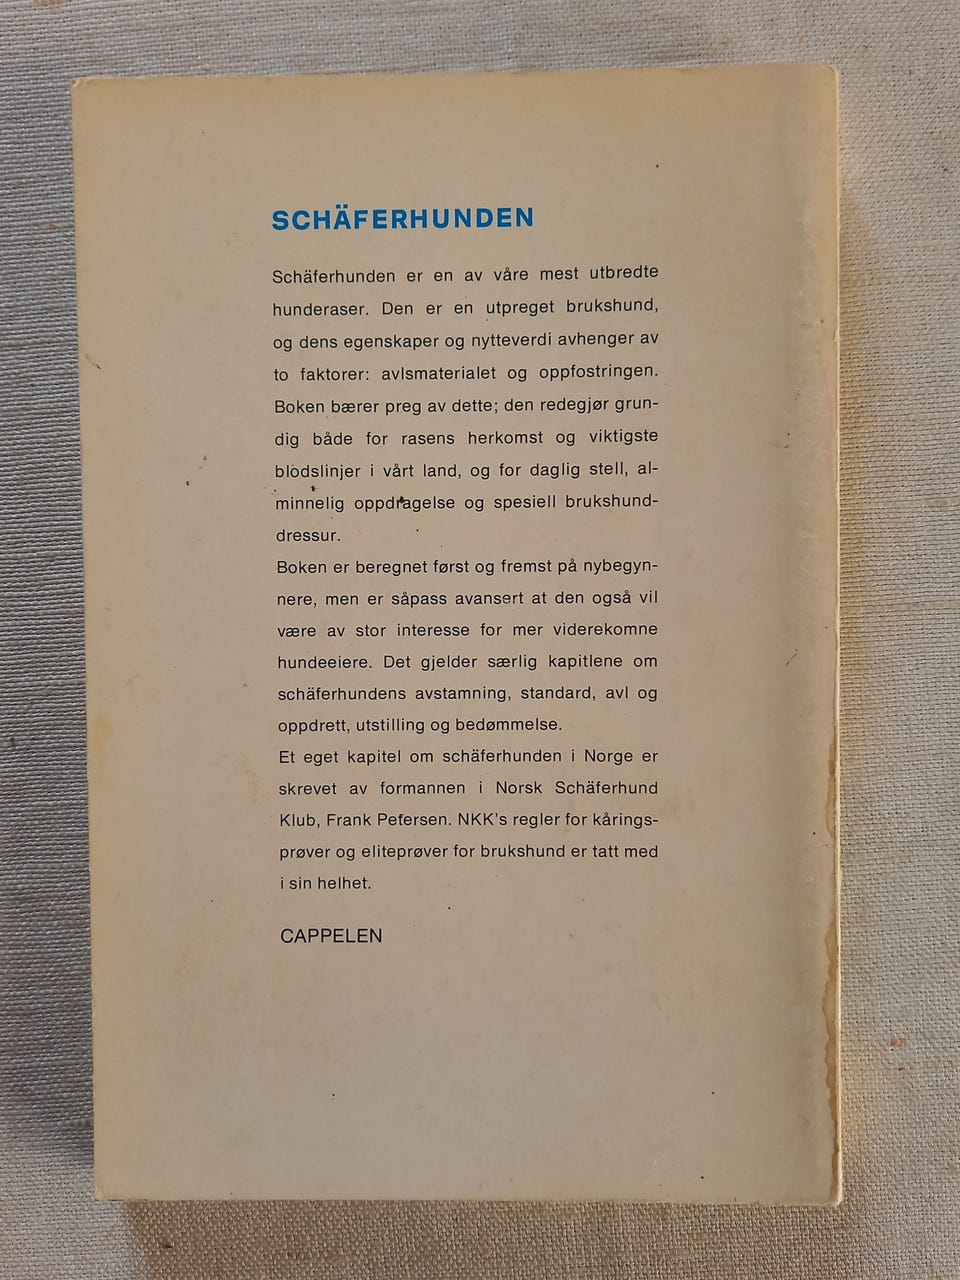 SCHÄFERHUNDEN
Schäferhunden er en av våre mest utbredte
hunderaser. Den er en utpreget brukshund,
og dens egenskaper og nytteverdi avhenger av
to faktorer: avlsmaterialet og oppfostringen.
Boken bærer preg av dette; den redegjør grun-
dig både for rasens herkomst og viktigste
blodslinjer i vårt land, og for daglig stell, al-
minnelig oppdragelse og spesiell brukshund-
dressur.
Boken er beregnet først og fremst på nybegyn-
nere, men er såpass avansert at den også vil
være av stor interesse for mer viderekomne
hundeeiere. Det gjelder særlig kapitlene om
schäferhundens avstamning, standard, avl og
oppdrett, utstilling og bedømmelse.
Et eget kapitel om schäferhunden i Norge er
skrevet av formannen i Norsk Schäferhund
Klub, Frank Petersen. NKK's regler for kårings-
prøver og eliteprøver for brukshund er tatt med
i sin helhet.
CAPPELEN